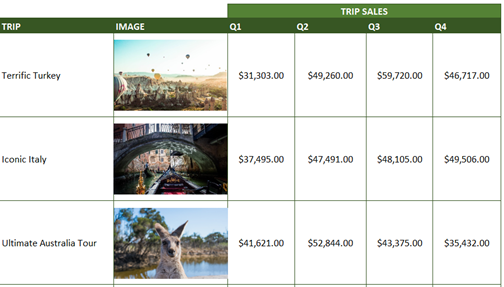 TRIP SALES
TRIP IMAGE Q1 Q2 Q3 Q4
Terrific Turkey $31,303.00 $49,260.00 $59,720.00 $46,717.00
Iconic Italy $37,495.00 $47,491.00 $48,105.00 $49,506.00
Ultimate Australia Tour $41,621.00 $52,844.00 $43,375.00 $35,432.00